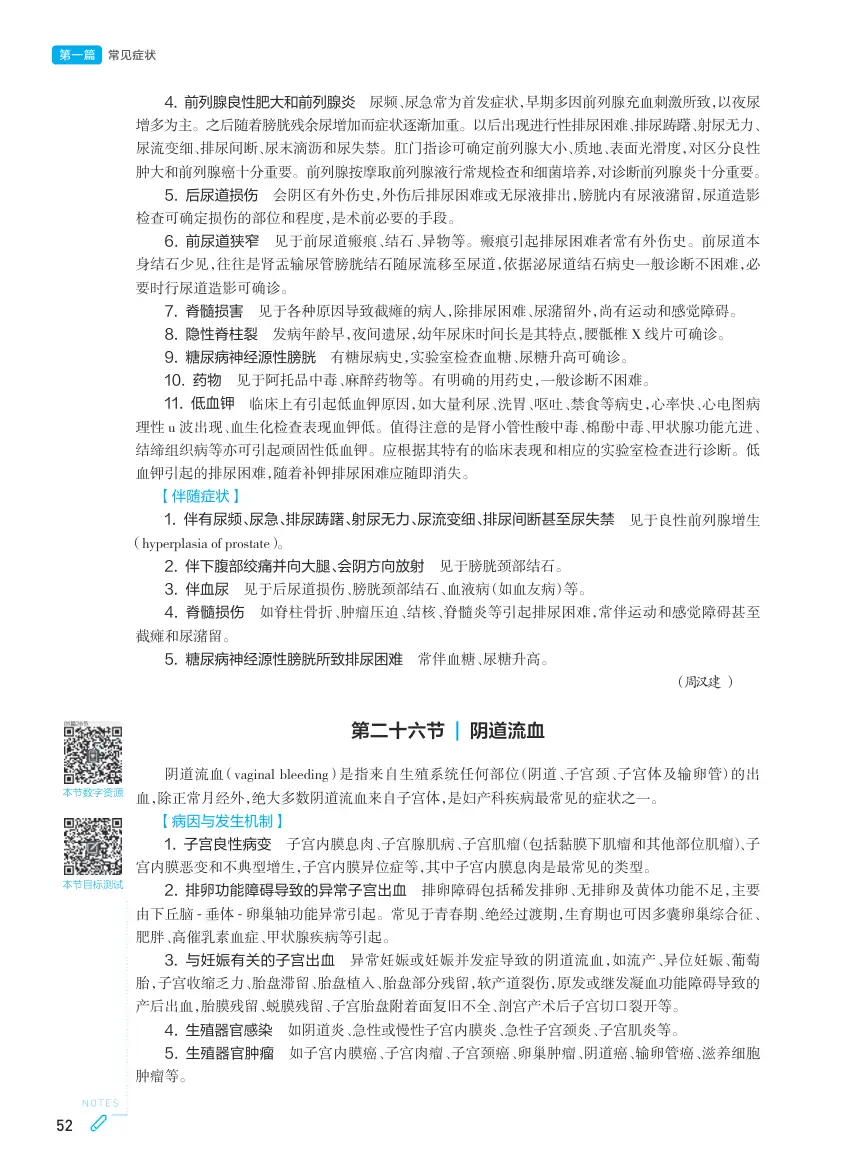 第一篇 常见症状
4. 前列腺良性肥大和前列腺炎 尿频、尿急常为首发症状,早期多因前列腺充血刺激所致,以夜尿
增多为主。之后随着膀胱残余尿增加而症状逐渐加重。以后出现进行性排尿困难、排尿踌躇、射尿无力、
尿流变细、排尿间断、尿末滴沥和尿失禁。肛门指诊可确定前列腺大小、质地、表面光滑度,对区分良性
肿大和前列腺癌十分重要。前列腺按摩取前列腺液行常规检查和细菌培养,对诊断前列腺炎十分重要。
5. 后尿道损伤 会阴区有外伤史,外伤后排尿困难或无尿液排出,膀胱内有尿液潴留,尿道造影
检查可确定损伤的部位和程度,是术前必要的手段。
6. 前尿道狭窄 见于前尿道瘢痕、结石、异物等。瘢痕引起排尿困难者常有外伤史。前尿道本
身结石少见,往往是肾盂输尿管膀胱结石随尿流移至尿道,依据泌尿道结石病史一般诊断不困难,必
要时行尿道造影可确诊。
7. 脊髓损害 见于各种原因导致截瘫的病人,除排尿困难、尿潴留外,尚有运动和感觉障碍。
8. 隐性脊柱裂 发病年龄早,夜间遗尿,幼年尿床时间长是其特点,腰骶椎 X 线片可确诊。
9. 糖尿病神经源性膀胱 有糖尿病史,实验室检查血糖、尿糖升高可确诊。
10. 药物 见于阿托品中毒、麻醉药物等。有明确的用药史,一般诊断不困难。
11. 低血钾 临床上有引起低血钾原因,如大量利尿、洗胃、呕吐、禁食等病史,心率快、心电图病
理性 u 波出现、血生化检查表现血钾低。值得注意的是肾小管性酸中毒、棉酚中毒、甲状腺功能亢进、
结缔组织病等亦可引起顽固性低血钾。应根据其特有的临床表现和相应的实验室检查进行诊断。低
血钾引起的排尿困难,随着补钾排尿困难应随即消失。
【伴随症状】
1. 伴有尿频、尿急、排尿踌躇、射尿无力、尿流变细、排尿间断甚至尿失禁 见于良性前列腺增生
(hyperplasia of prostate)。
2. 伴下腹部绞痛并向大腿、会阴方向放射 见于膀胱颈部结石。
3. 伴血尿 见于后尿道损伤、膀胱颈部结石、血液病(如血友病)等。
4. 脊髓损伤 如脊柱骨折、肿瘤压迫、结核、脊髓炎等引起排尿困难,常伴运动和感觉障碍甚至
截瘫和尿潴留。
5. 糖尿病神经源性膀胱所致排尿困难 常伴血糖、尿糖升高。
(周汉建)
第二十六节 | 阴道流血
本节数字资源
本节目标测试
阴道流血(vaginal bleeding)是指来自生殖系统任何部位(阴道、子宫颈、子宫体及输卵管)的出
血,除正常月经外,绝大多数阴道流血来自子宫体,是妇产科疾病最常见的症状之一。
【病因与发生机制】
1. 子宫良性病变 子宫内膜息肉、子宫腺肌病、子宫肌瘤(包括黏膜下肌瘤和其他部位肌瘤)、子
宫内膜恶变和不典型增生,子宫内膜异位症等,其中子宫内膜息肉是最常见的类型。
2. 排卵功能障碍导致的异常子宫出血 排卵障碍包括稀发排卵、无排卵及黄体功能不足,主要
由下丘脑 - 垂体 - 卵巢轴功能异常引起。常见于青春期、绝经过渡期,生育期也可因多囊卵巢综合征、
肥胖、高催乳素血症、甲状腺疾病等引起。
3. 与妊娠有关的子宫出血 异常妊娠或妊娠并发症导致的阴道流血,如流产、异位妊娠、葡萄
胎,子宫收缩乏力、胎盘滞留、胎盘植入、胎盘部分残留,软产道裂伤,原发或继发凝血功能障碍导致的
产后出血,胎膜残留、蜕膜残留、子宫胎盘附着面复旧不全、剖宫产术后子宫切口裂开等。
4. 生殖器官感染 如阴道炎、急性或慢性子宫内膜炎、急性子宫颈炎、子宫肌炎等。
5. 生殖器官肿瘤 如子宫内膜癌、子宫肉瘤、子宫颈癌、卵巢肿瘤、阴道癌、输卵管癌、滋养细胞
肿瘤等。
NOTES
52